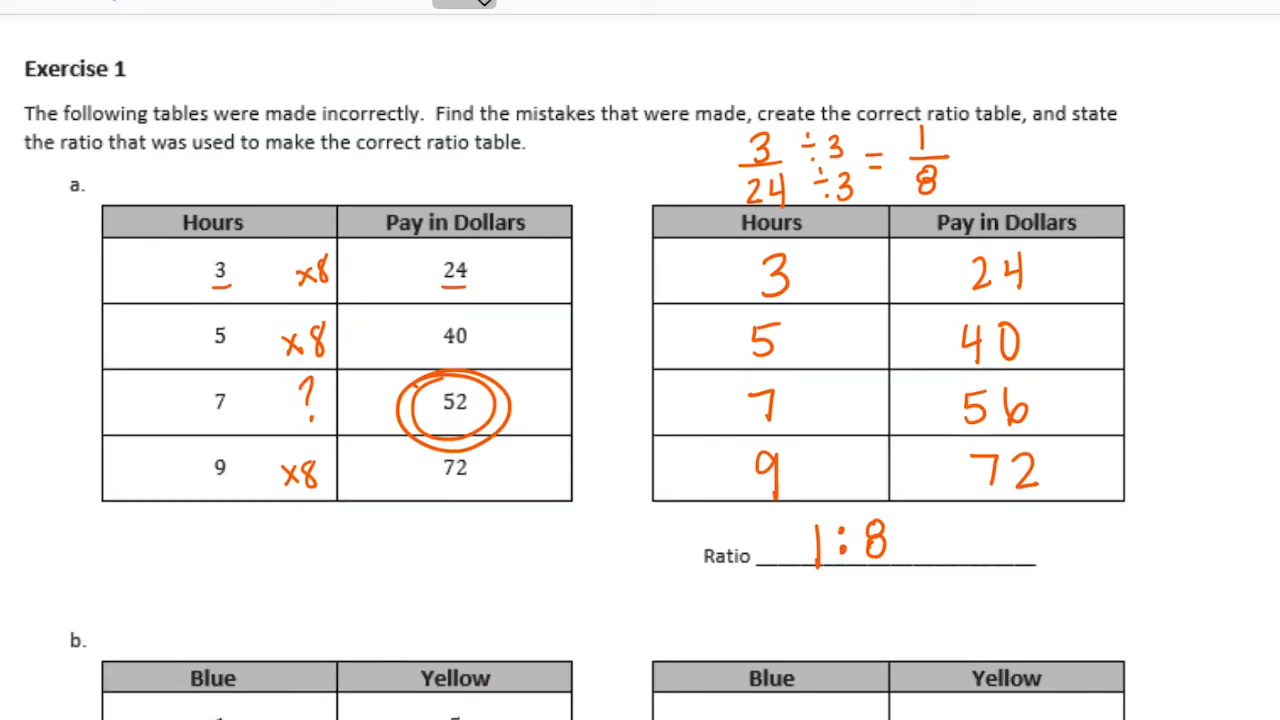 Exercise 1
The following tables were made incorrectly. Find the mistakes that were made, create the correct ratio table, and state
the ratio that was used to make the correct ratio table.
3/24 ÷3/÷3 = 1/8
a.
Hours Pay in Dollars
3 x8 24
5 x8 40
7 ? 52
9 x8 72
Hours Pay in Dollars
3 24
5 40
7 56
9 72
Ratio 1:8
b.
Blue Yellow
Blue Yellow